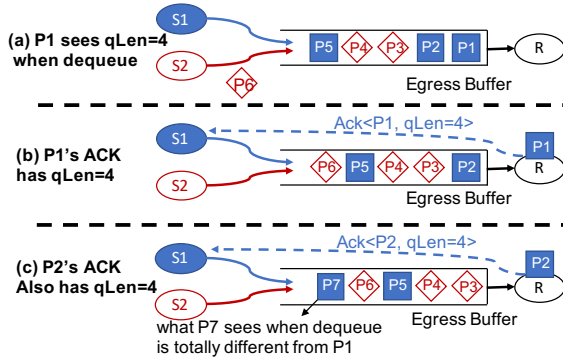 S1
(a) P1 sees qLen=4
when dequeue
P5 P4 P3 P2 P1
R
S2
P6
Egress Buffer
Ack<P1, qLen=4>
P1
S1
(b) P1's ACK
has qLen=4
P6 P5 P4 P3 P2
R
S2
Egress Buffer
Ack<P2, qLen=4>
P2
S1
(c) P2's ACK
Also has qLen=4
P7 P6 P5 P4 P3
R
S2
Egress Buffer
what P7 sees when dequeue
is totally different from P1